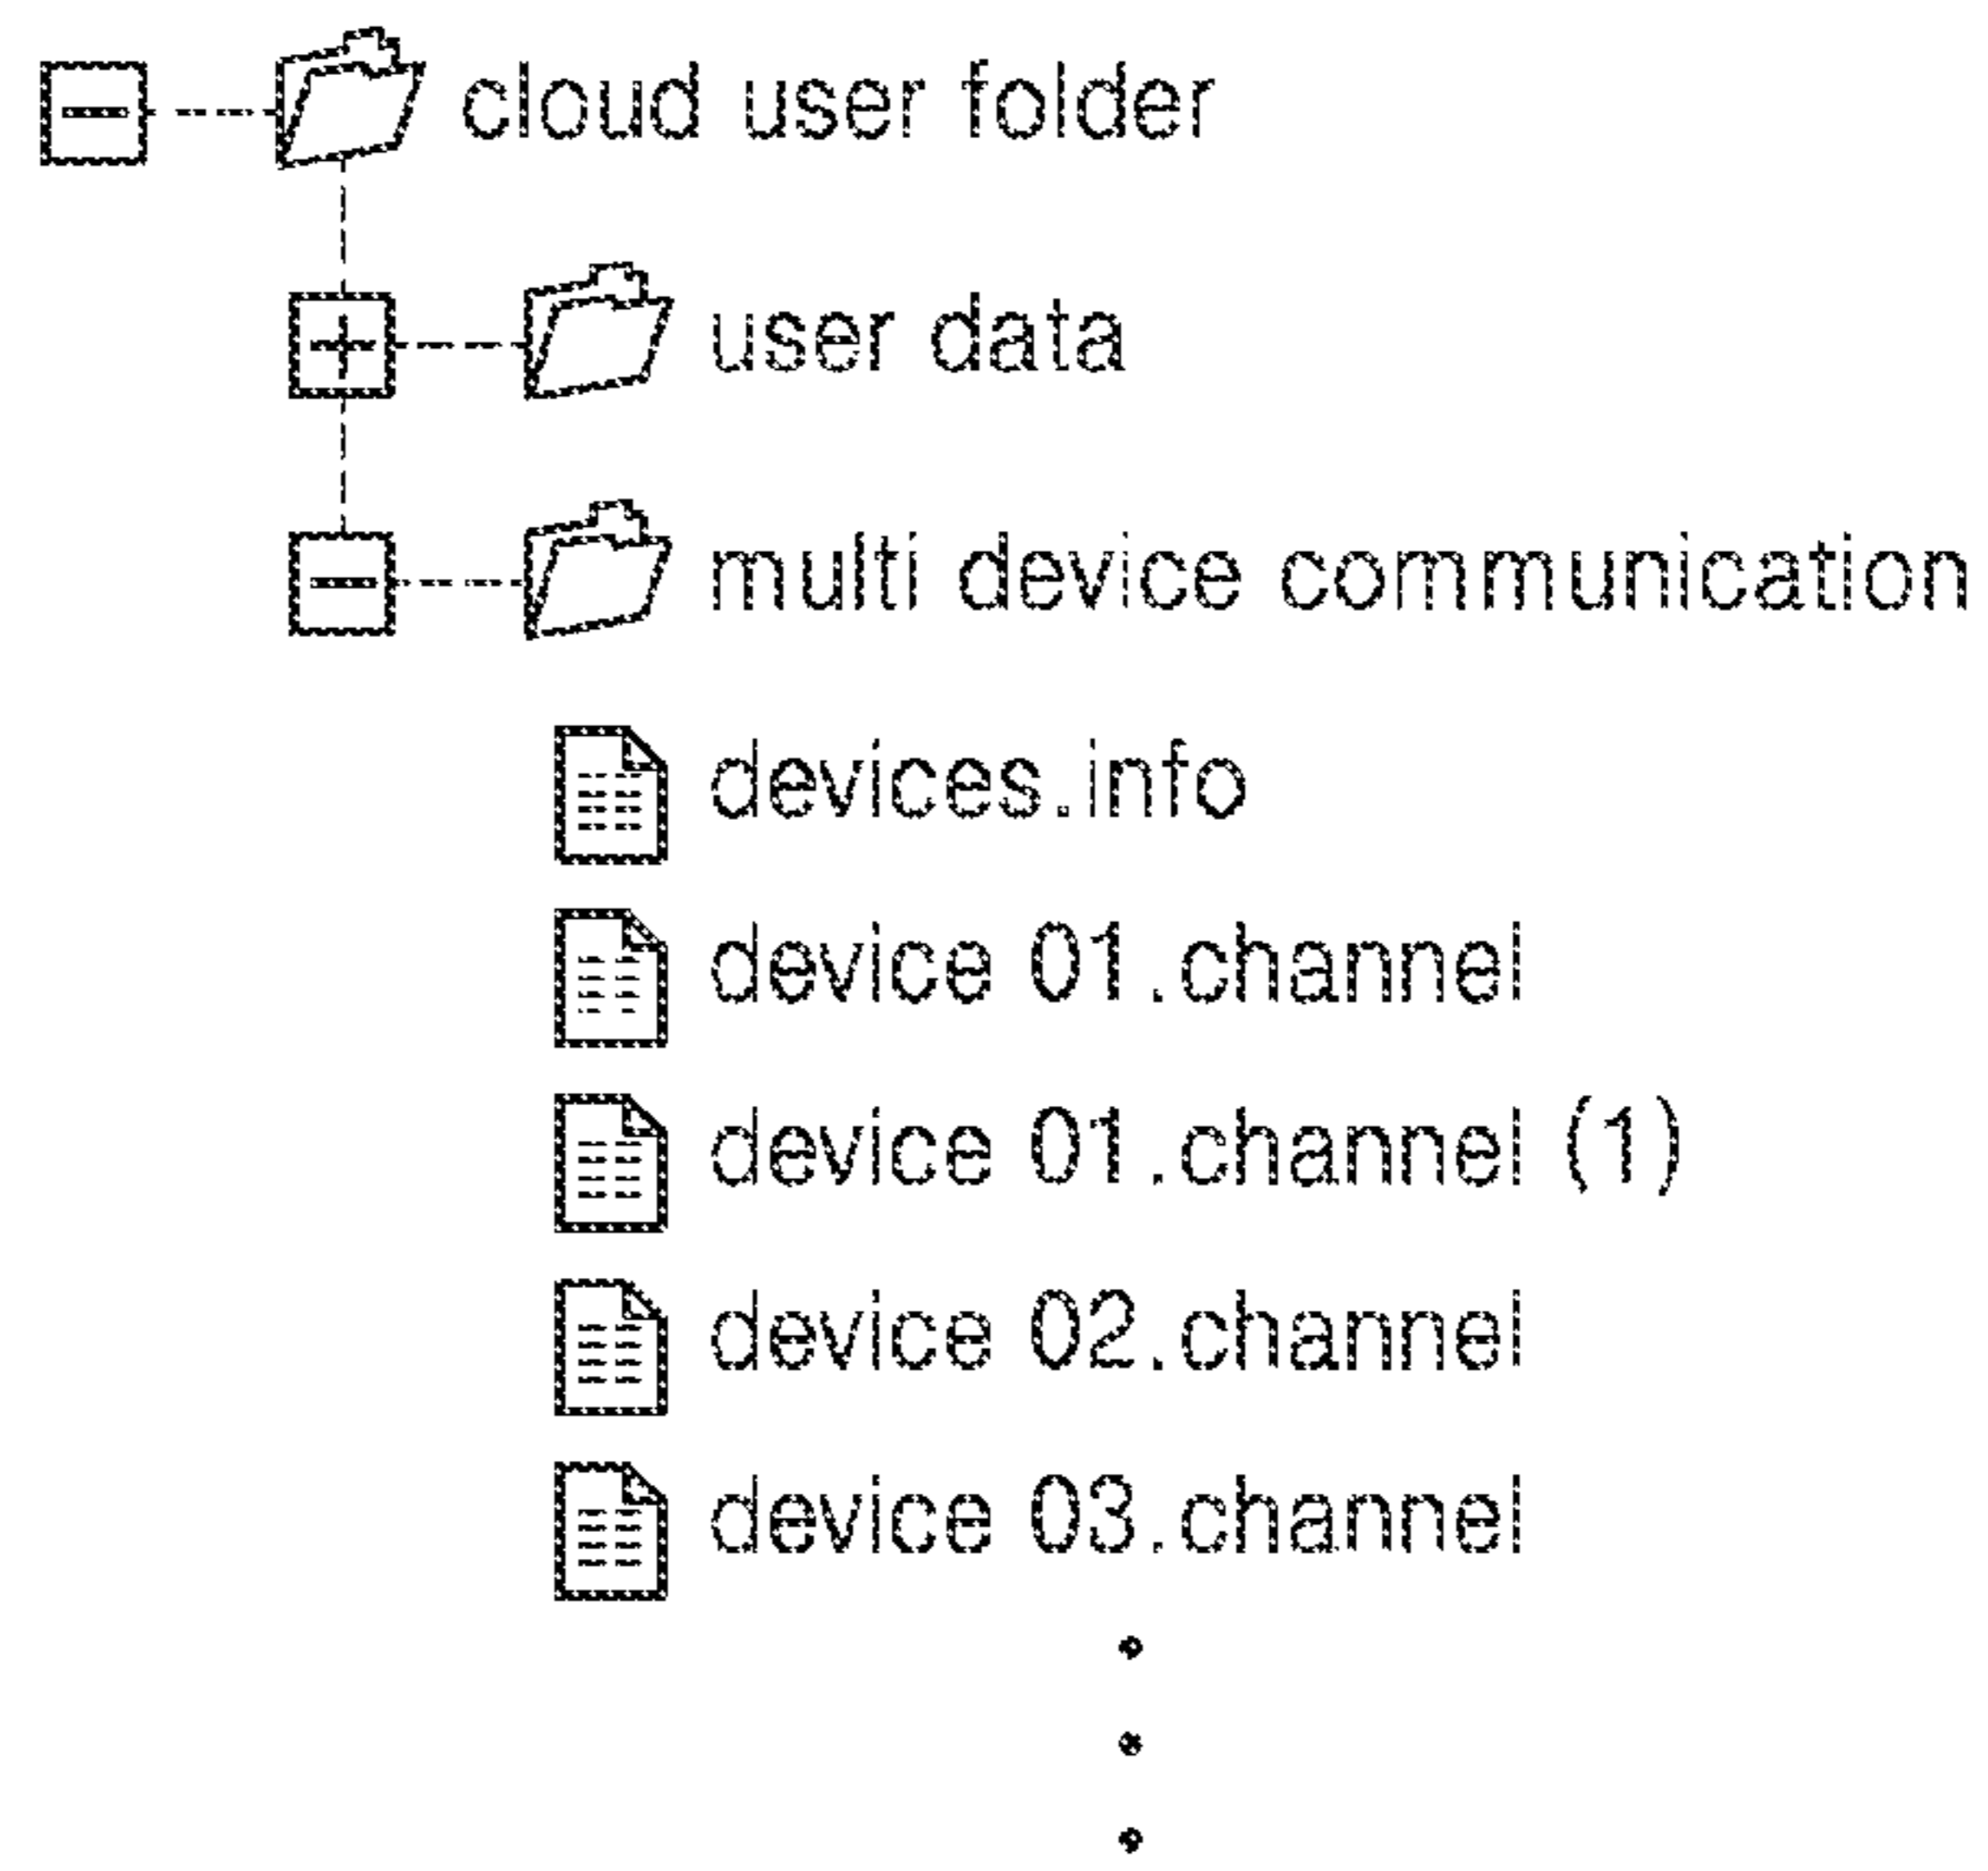 cloud user folder
user data
multi device communication
devices.info
device 01.channel
device 01.channel (1)
device 02.channel
device 03.channel